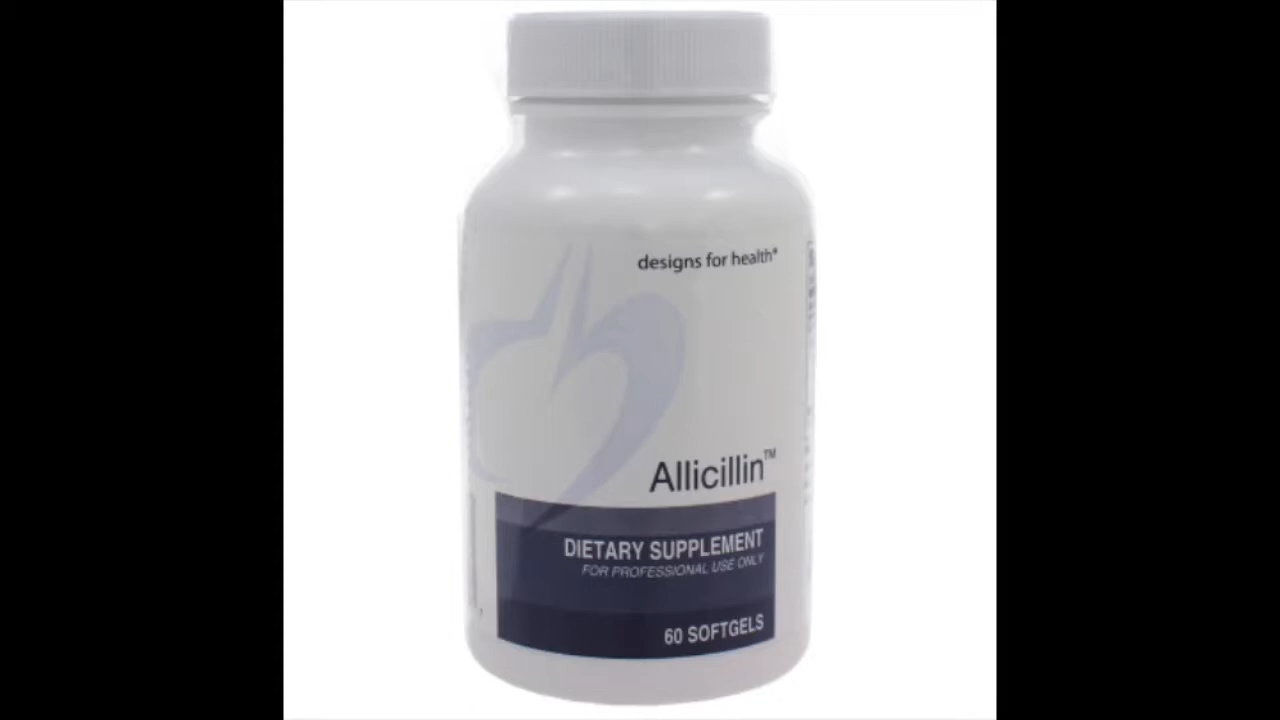 designs for health®
Allicillin™
DIETARY SUPPLEMENT
FOR PROFESSIONAL USE ONLY
60 SOFTGELS